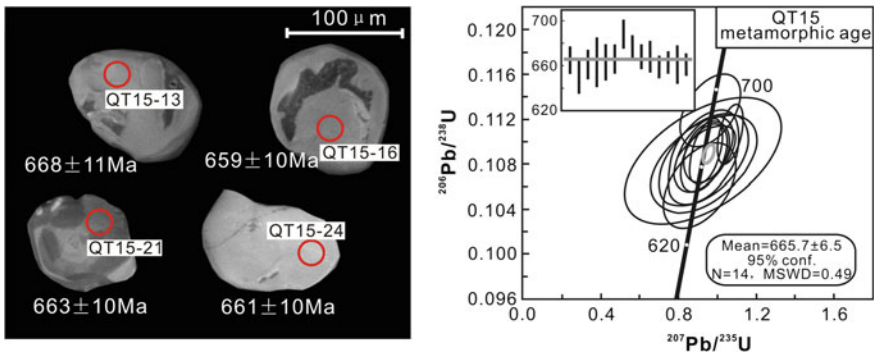 100 μm
QT15-13
668±11Ma
QT15-16
659±10Ma
QT15-21
663±10Ma
QT15-24
661±10Ma
QT15
metamorphic age
700
660
620
700
620
Mean=665.7±6.5
95% conf.
N=14, MSWD=0.49
0.120
0.116
0.112
0.108
0.104
0.100
0.096
²⁰⁶Pb/²³⁸U
0.0
0.4
0.8
1.2
1.6
²⁰⁷Pb/²³⁵U